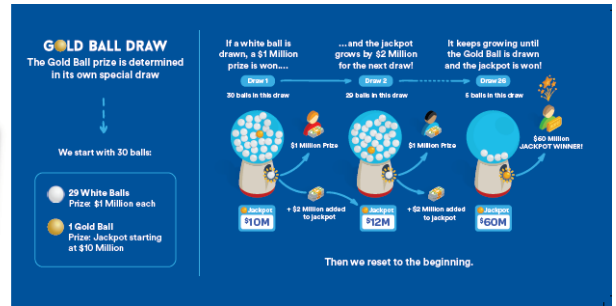 GOLD BALL DRAW
The Gold Ball prize is determined
in its own special draw
We start with 30 balls:
29 White Balls
Prize: $1 Million each
1 Gold Ball
Prize: Jackpot starting
at $10 Million
If a white ball is
drawn, a $1 Million
prize is won....
Draw 1
30 balls in this draw
$1 Million Prize
Jackpot
$10M
+ $2 Million added
to jackpot
...and the jackpot
grows by $2 Million
for the next draw!
Draw 2
29 balls in this draw
$1 Million Prize
Jackpot
$12M
+ $2 Million added
to jackpot
It keeps growing until
the Gold Ball is drawn
and the jackpot is won!
Draw 26
5 balls in this draw
$60 Million
JACKPOT WINNER!
Jackpot
$60M
Then we reset to the beginning.